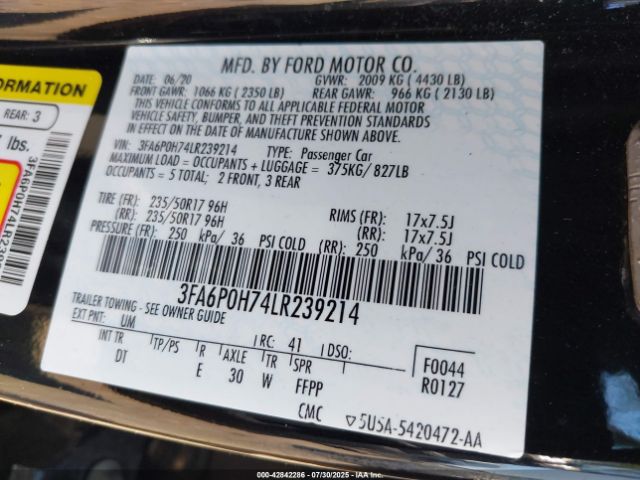 ORMATION
REAR: 3
lbs.
3FA6P0H74LR239
MFD. BY FORD MOTOR CO.
DATE: 06/20 GVWR: 2009 KG (4430 LB)
FRONT GAWR: 1066 KG (2350 LB) REAR GAWR: 966 KG (2130 LB)
THIS VEHICLE CONFORMS TO ALL APPLICABLE FEDERAL MOTOR
VEHICLE SAFETY, BUMPER, AND THEFT PREVENTION STANDARDS
IN EFFECT ON THE DATE OF MANUFACTURE SHOWN ABOVE.
VIN: 3FA6P0H74LR239214 TYPE: Passenger Car
MAXIMUM LOAD = OCCUPANTS + LUGGAGE = 375KG/ 827LB
OCCUPANTS = 5 TOTAL; 2 FRONT, 3 REAR
TIRE (FR): 235/50R17 96H RIMS (FR): 17x7.5J
(RR): 235/50R17 96H (RR): 17x7.5J
PRESSURE (FR): 250 kPa/ 36 PSI COLD (RR): 250 kPa/ 36 PSI COLD
3FA6P0H74LR239214
TRAILER TOWING - SEE OWNER GUIDE
EXT PNT: UM RC: 41 DSO: F0044
INT TR TP/PS R AXLE TR SPR R0127
DT E 30 W FFPP
CMC ▽5U5A-5420472-AA
000-42842286 (07/30/2025) - IAAI.COM